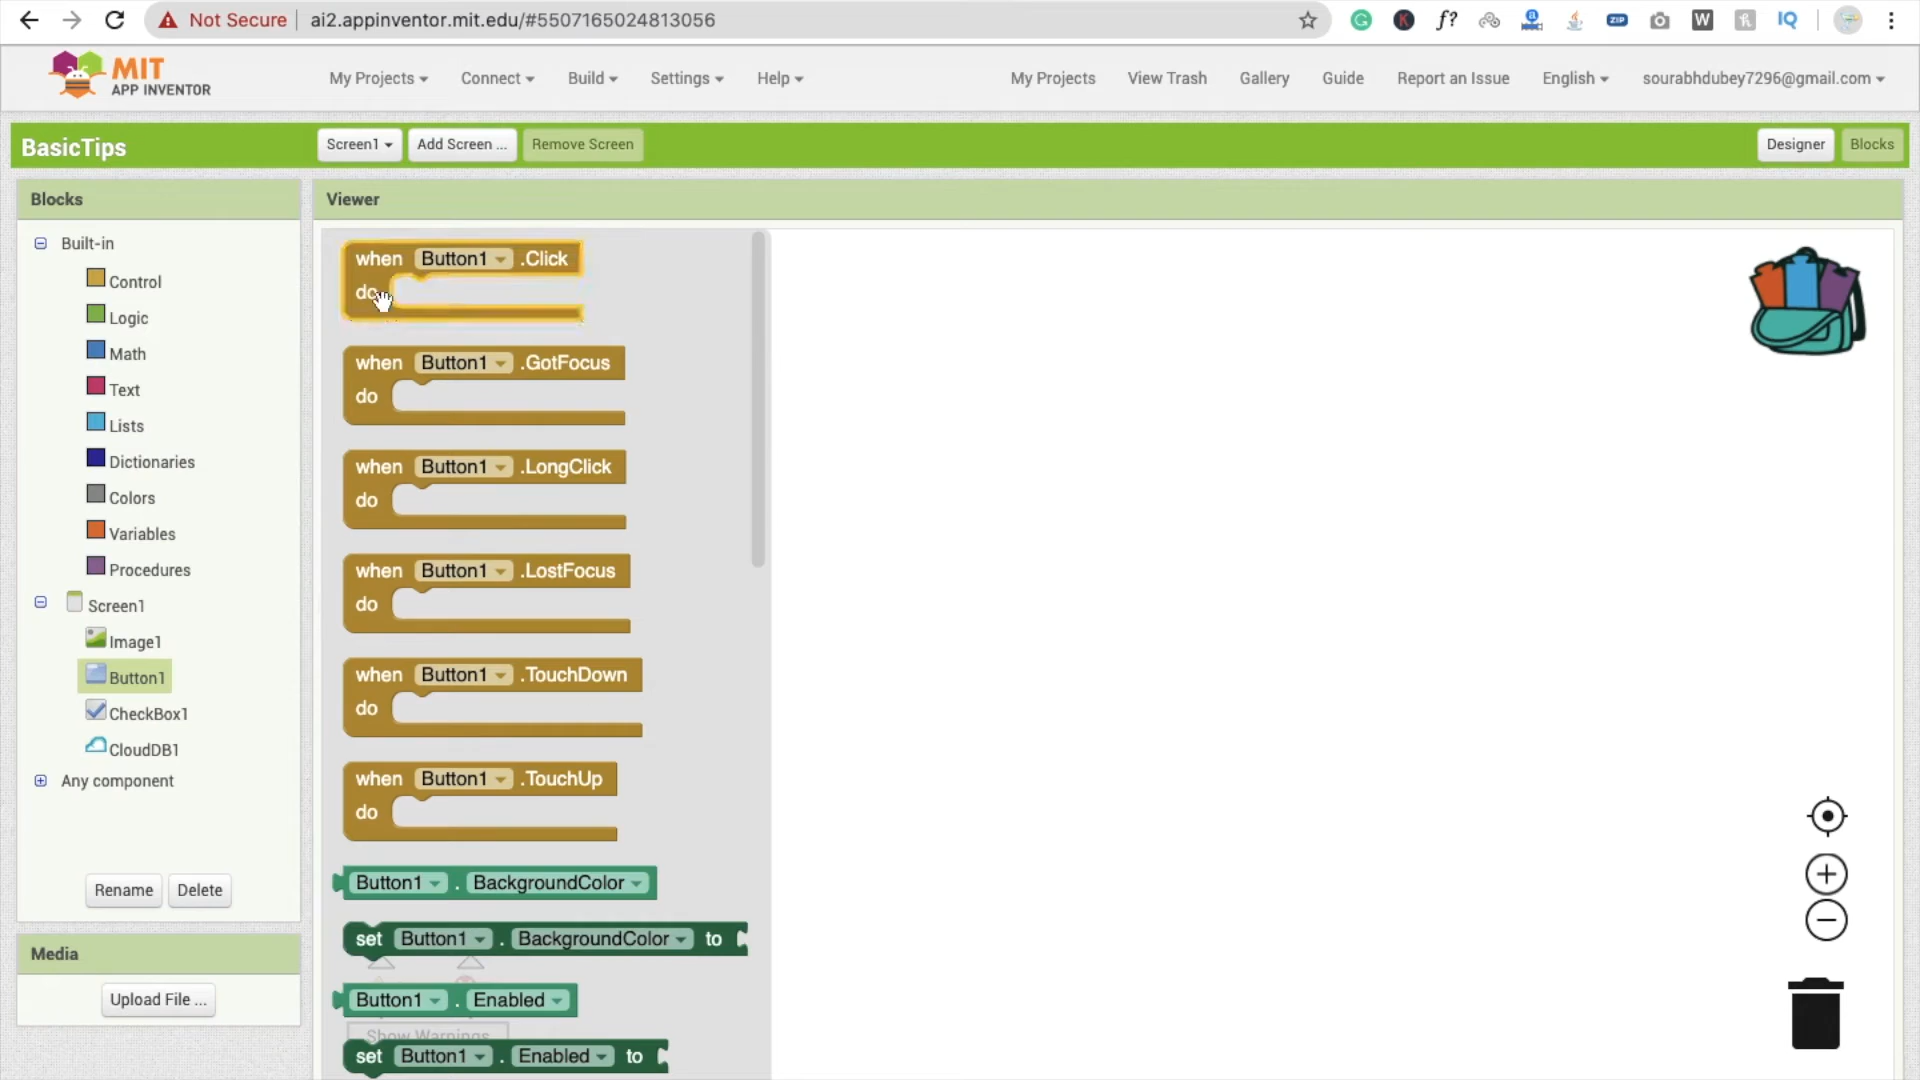 Not Secure | ai2.appinventor.mit.edu/#5507165024813056
f?
ZIP
W
IQ
MIT
APP INVENTOR
My Projects Connect Build Settings Help My Projects View Trash Gallery Guide Report an Issue English sourabhdubey7296@gmail.com
BasicTips Screen1 Add Screen ... Remove Screen Designer Blocks
Blocks
Viewer
Built-in
Control
Logic
Math
Text
Lists
Dictionaries
Colors
Variables
Procedures
Screen1
Image1
Button1
CheckBox1
CloudDB1
Any component
Rename Delete
Media
Upload File ...
when Button1 .Click
do
when Button1 .GotFocus
do
when Button1 .LongClick
do
when Button1 .LostFocus
do
when Button1 .TouchDown
do
when Button1 .TouchUp
do
Button1 . BackgroundColor
set Button1 . BackgroundColor to
Button1 . Enabled
Show Warnings
set Button1 . Enabled to